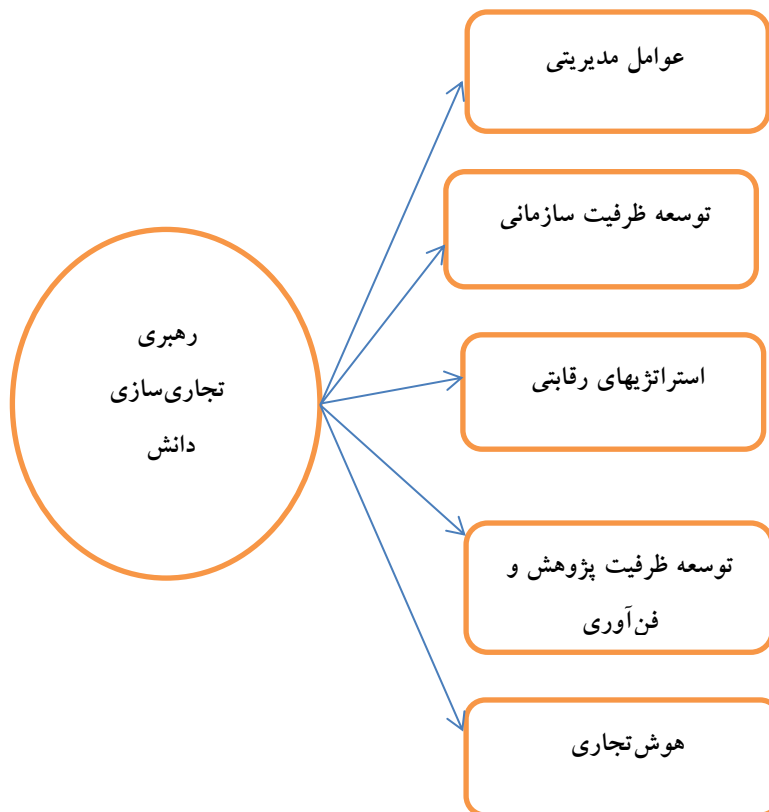 عوامل مدیریتی
توسعه ظرفیت سازمانی
رهبری
تجاری‌سازی
دانش
استراتژیهای رقابتی
توسعه ظرفیت پژوهش و
فن‌آوری
هوش‌تجاری